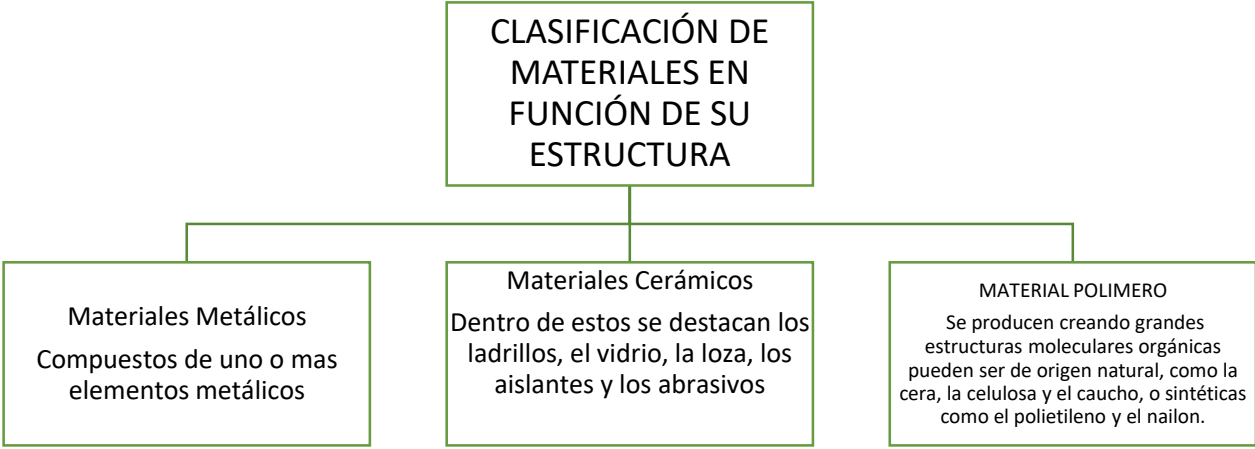 CLASIFICACIÓN DE
MATERIALES EN
FUNCIÓN DE SU
ESTRUCTURA
Materiales Metálicos
Compuestos de uno o mas
elementos metálicos
Materiales Cerámicos
Dentro de estos se destacan los
ladrillos, el vidrio, la loza, los
aislantes y los abrasivos
MATERIAL POLIMERO
Se producen creando grandes
estructuras moleculares orgánicas
pueden ser de origen natural, como la
cera, la celulosa y el caucho, o sintéticas
como el polietileno y el nailon.